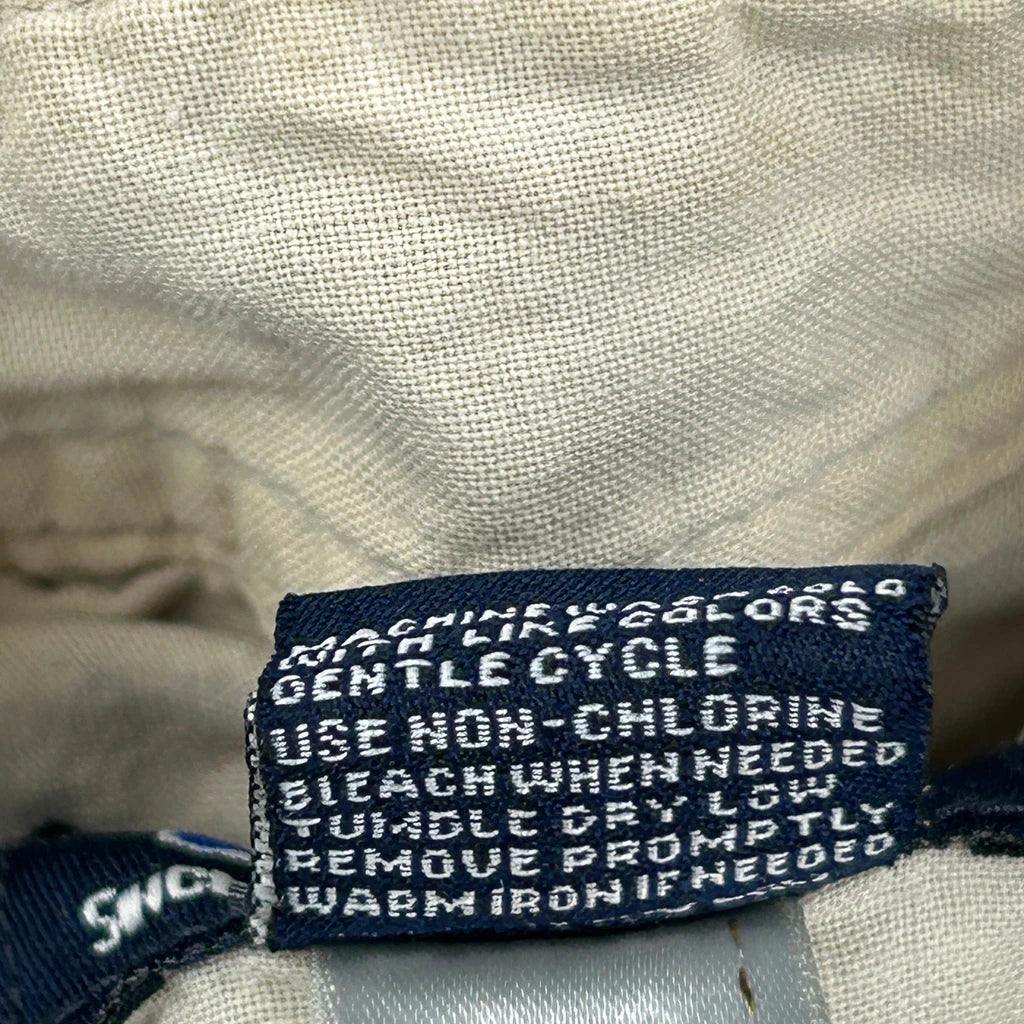 MACHINE WASH COLD
WITH LIKE COLORS
GENTLE CYCLE
USE NON-CHLORINE
BLEACH WHEN NEEDED
TUMBLE DRY LOW
REMOVE PROMPTLY
WARM IRON IF NEEDED
SINCE